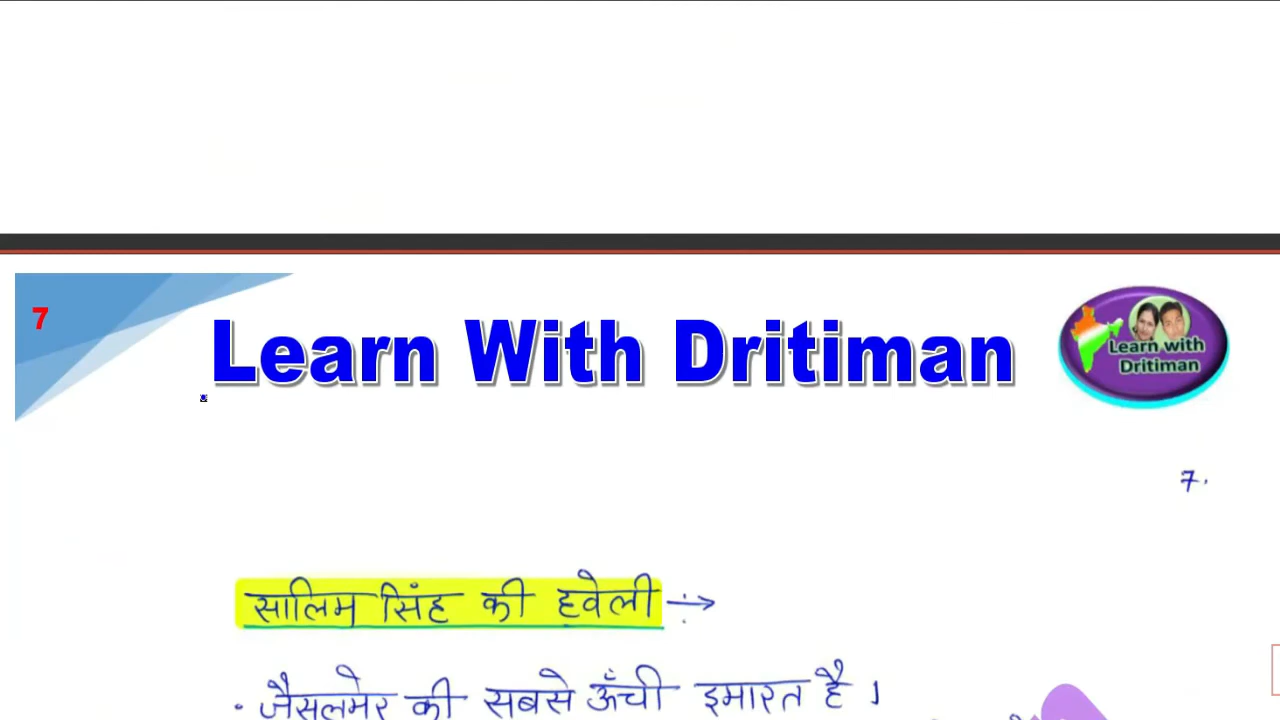 7
Learn With Dritiman
Learn with
Dritiman
7.
सालिम सिंह की हवेली ÷→
• जैसलमेर की सबसे ऊँची इमारत है ।